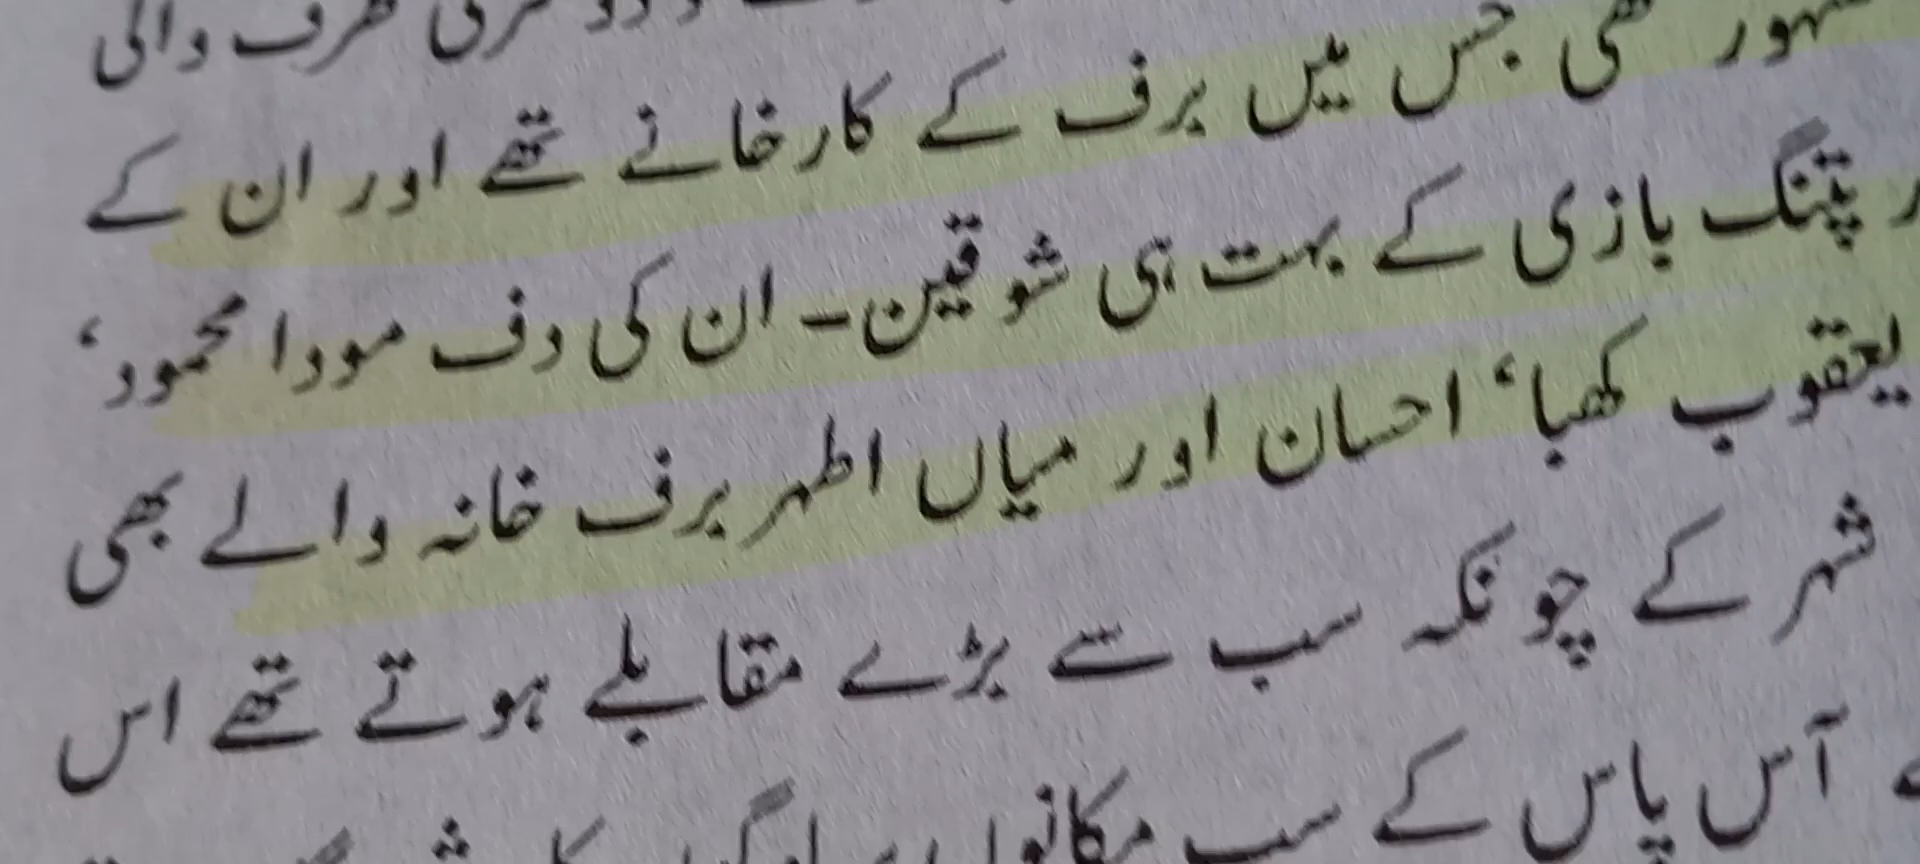 طرف والی
تھی جس میں برف کے کارخانے تھے اور ان کے
پتنگ بازی کے بہت ہی شوقین۔ ان کی دف مودا محمود،
یعقوب کھبا، احسان اور میاں اطہر برف خانہ والے بھی
شہر کے چونکہ سب سے بڑے مقابلے ہوتے تھے اس
آس پاس کے سب